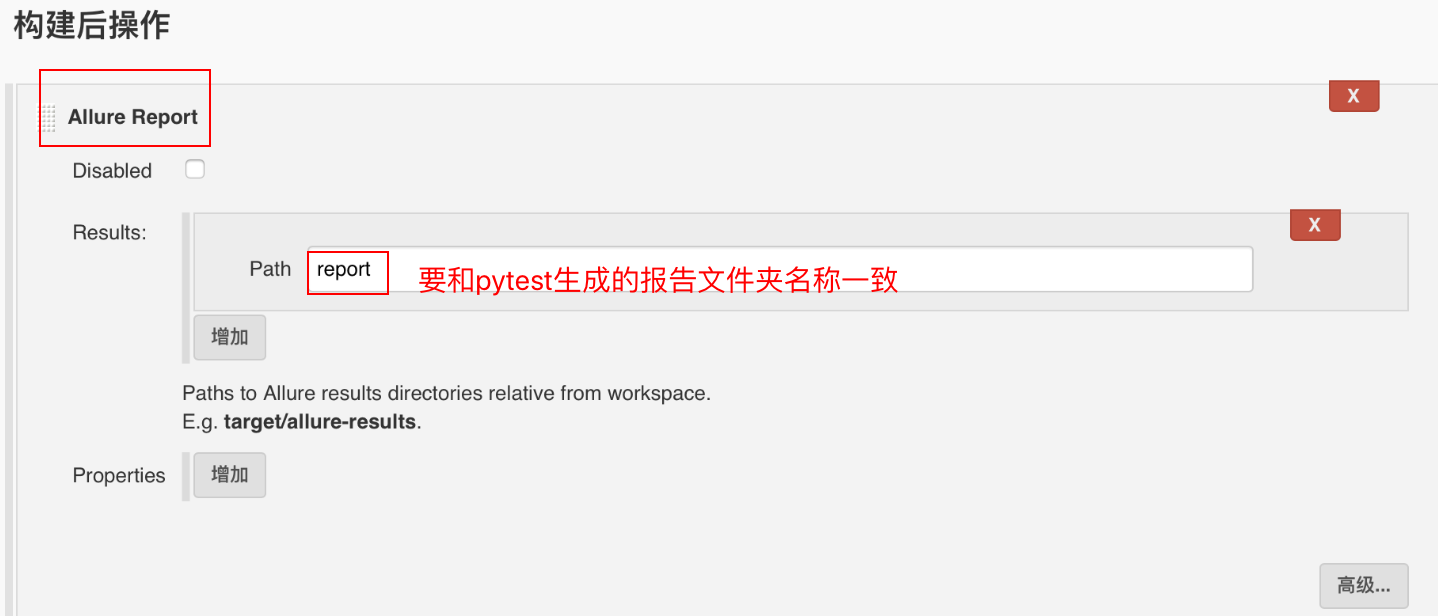 构建后操作
Allure Report
X
Disabled
Results:
X
Path
report
要和pytest生成的报告文件夹名称一致
增加
Paths to Allure results directories relative from workspace.
E.g. target/allure-results.
Properties
增加
高级...